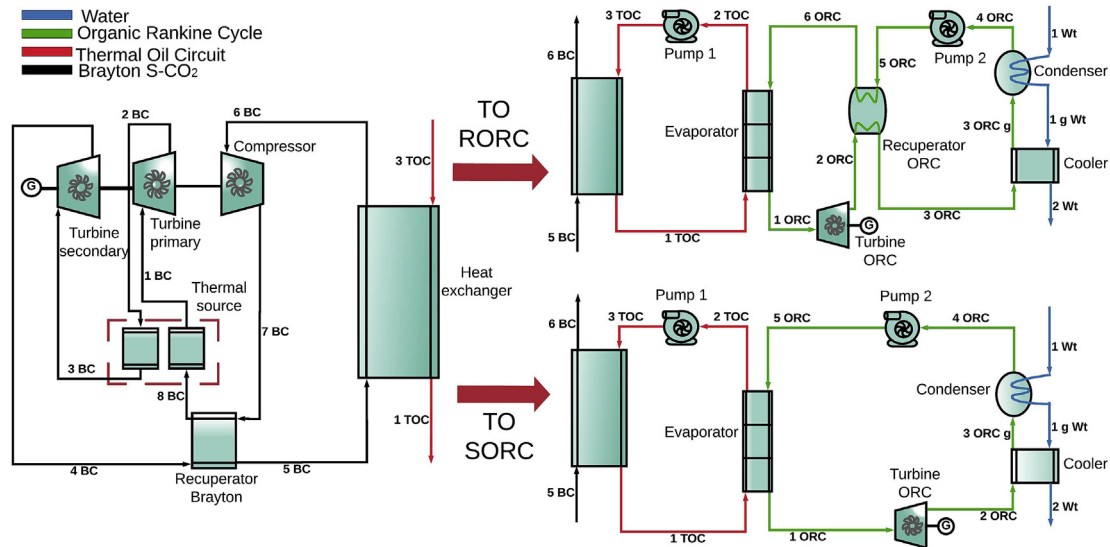 Water
Organic Rankine Cycle
Thermal Oil Circuit
Brayton S-CO₂
2 BC
6 BC
Compressor
3 TOC
G
Turbine
secondary
Turbine
primary
1 BC
Thermal
source
Heat
exchanger
7 BC
3 BC
8 BC
1 TOC
4 BC
5 BC
Recuperator
Brayton
TO
RORC
TO
SORC
3 TOC
2 TOC
6 ORC
4 ORC
1 Wt
6 BC
Pump 1
Pump 2
5 ORC
Condenser
Evaporator
3 ORC g
1 g Wt
Recuperator
ORC
2 ORC
Cooler
5 BC
1 TOC
1 ORC
G
Turbine
ORC
3 ORC
2 Wt
Pump 1
Pump 2
6 BC
3 TOC
2 TOC
5 ORC
4 ORC
1 Wt
Condenser
Evaporator
3 ORC g
1 g Wt
Cooler
Turbine
ORC
5 BC
1 TOC
1 ORC
G
2 ORC
2 Wt